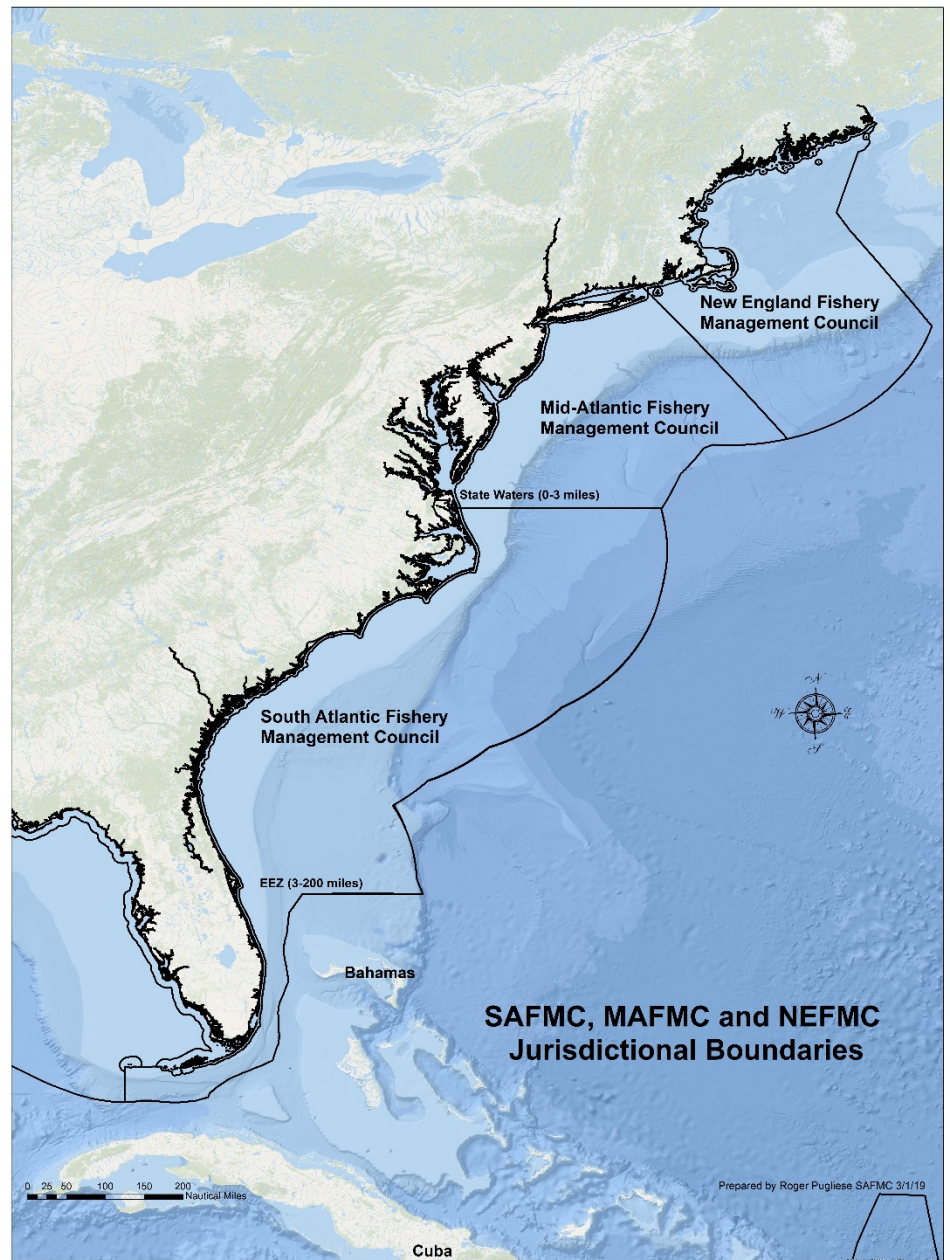 New England Fishery
Management Council
Mid-Atlantic Fishery
Management Council
State Waters (0-3 miles)
South Atlantic Fishery
Management Council
EEZ (3-200 miles)
Bahamas
SAFMC, MAFMC and NEFMC
Jurisdictional Boundaries
0 25 50 100 150 200
Nautical Miles
Prepared by Roger Pugliese SAFMC 3/1/19
Cuba